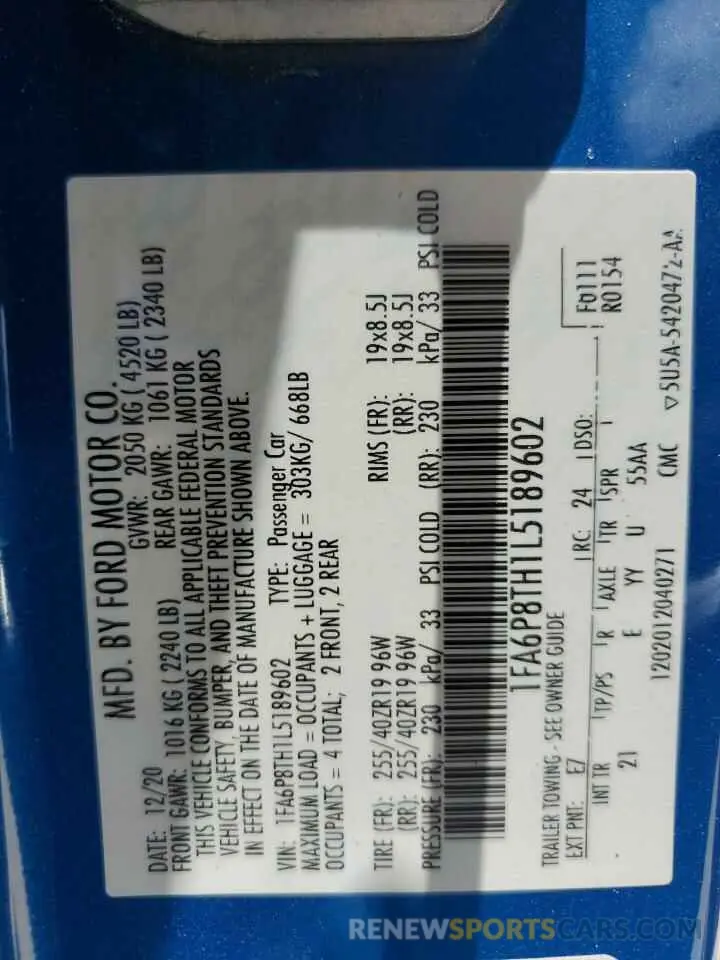 MFD. BY FORD MOTOR CO.
DATE: 12/20 GVWR: 2050 KG ( 4520 LB)
FRONT GAWR: 1016 KG ( 2240 LB) REAR GAWR: 1061 KG ( 2340 LB)
THIS VEHICLE CONFORMS TO ALL APPLICABLE FEDERAL MOTOR
VEHICLE SAFETY, BUMPER, AND THEFT PREVENTION STANDARDS
IN EFFECT ON THE DATE OF MANUFACTURE SHOWN ABOVE.
VIN: 1FA6P8TH1L5189602 TYPE: Passenger Car
MAXIMUM LOAD = OCCUPANTS + LUGGAGE = 303KG/ 668LB
OCCUPANTS = 4 TOTAL; 2 FRONT, 2 REAR
TIRE (FR): 255/40ZR19 96W RIMS (FR): 19x8.5J
(RR): 255/40ZR19 96W (RR): 19x8.5J
PRESSURE (FR): 230 kPa/ 33 PSI COLD (RR): 230 kPa/ 33 PSI COLD
1FA6P8TH1L5189602
TRAILER TOWING - SEE OWNER GUIDE F0111
EXT PNT: E7 RC: 24 DSO: R0154
INT TR TP/PS R AXLE TR SPR
21 E YY U 55AA
1202012040271 CMC ▽5U5A-5420472-AA
RENEWSPORTSCARS.COM